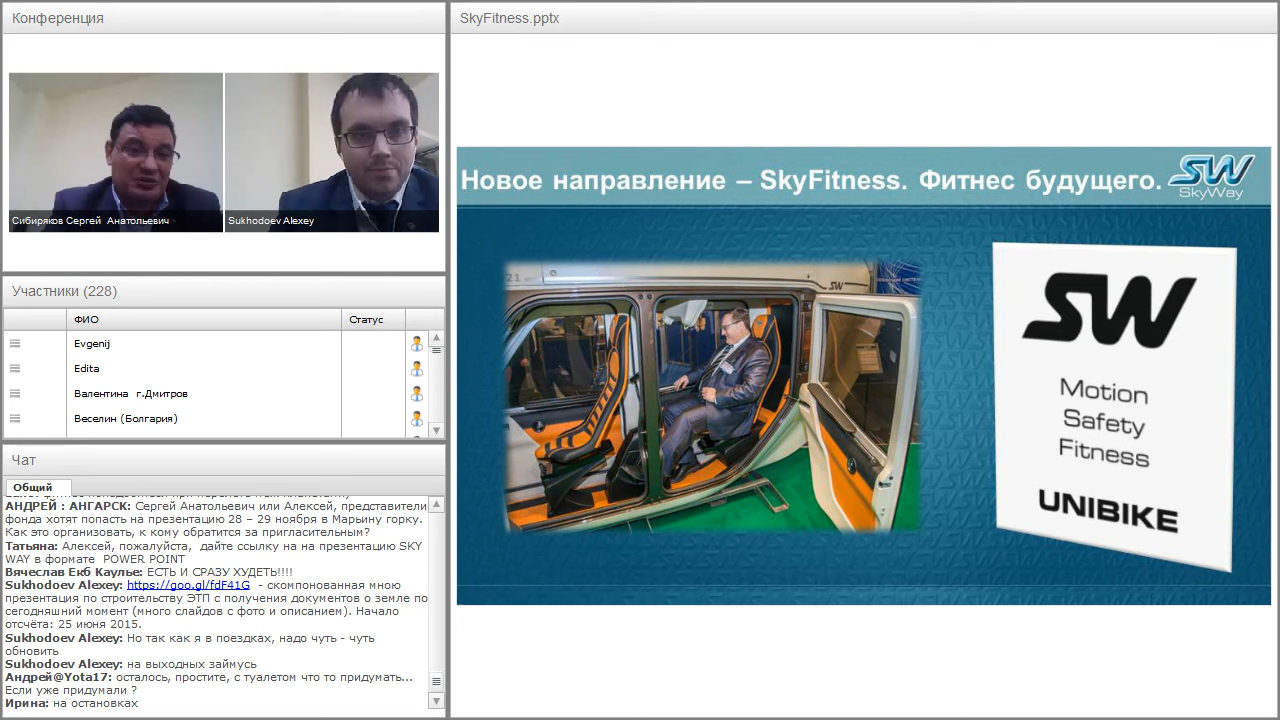 Конференция
Сибиряков Сергей Анатольевич
Sukhodoev Alexey
Участники (228)
ФИО
Статус
Evgenij
Edita
Валентина г.Дмитров
Веселин (Болгария)
Чат
Общий
АНДРЕЙ : АНГАРСК: Сергей Анатольевич или Алексей, представители
фонда хотят попасть на презентацию 28 – 29 ноября в Марьину горку.
Как это организовать, к кому обратится за пригласительным?
Татьяна: Алексей, пожалуйста, дайте ссылку на на презентацию SKY
WAY в формате POWER POINT
Вячеслав Екб Каулье: ЕСТЬ И СРАЗУ ХУДЕТЬ!!!!
Sukhodoev Alexey: https://goo.gl/fdF41G - скомпонованная мною
презентация по строительству ЭТП с получения документов о земле по
сегодняшний момент (много слайдов с фото и описанием). Начало
отсчёта: 25 июня 2015.
Sukhodoev Alexey: Но так как я в поездках, надо чуть - чуть
обновить
Sukhodoev Alexey: на выходных займусь
Андрей@Yota17: осталось, простите, с туалетом что то придумать...
Если уже придумали ?
Ирина: на остановках
SkyFitness.pptx
Новое направление – SkyFitness. Фитнес будущего.
SW
SkyWay
21
SW
SW
Motion
Safety
Fitness
UNIBIKE